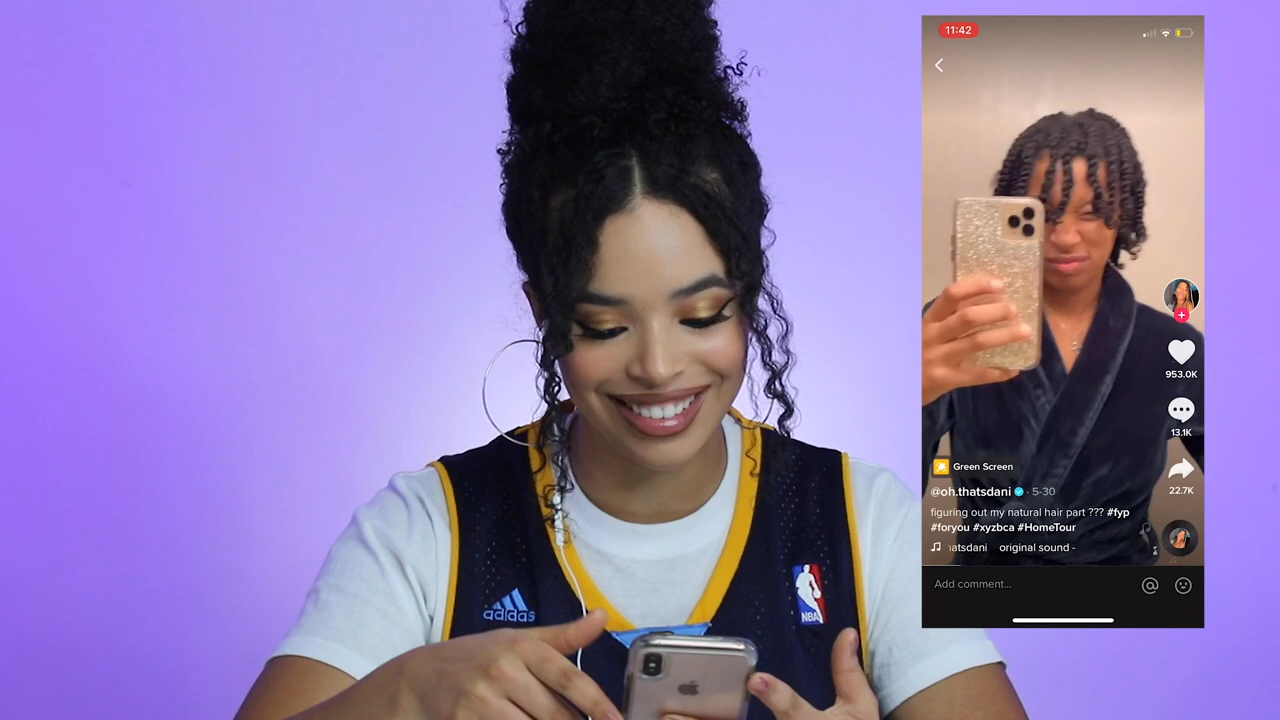 adidas
NBA
11:42
953.0K
13.1K
22.7K
Green Screen
@oh.thatsdani · 5-30
figuring out my natural hair part ??? #fyp
#foryou #xyzbca #HomeTour
atsdani original sound -
Add comment...